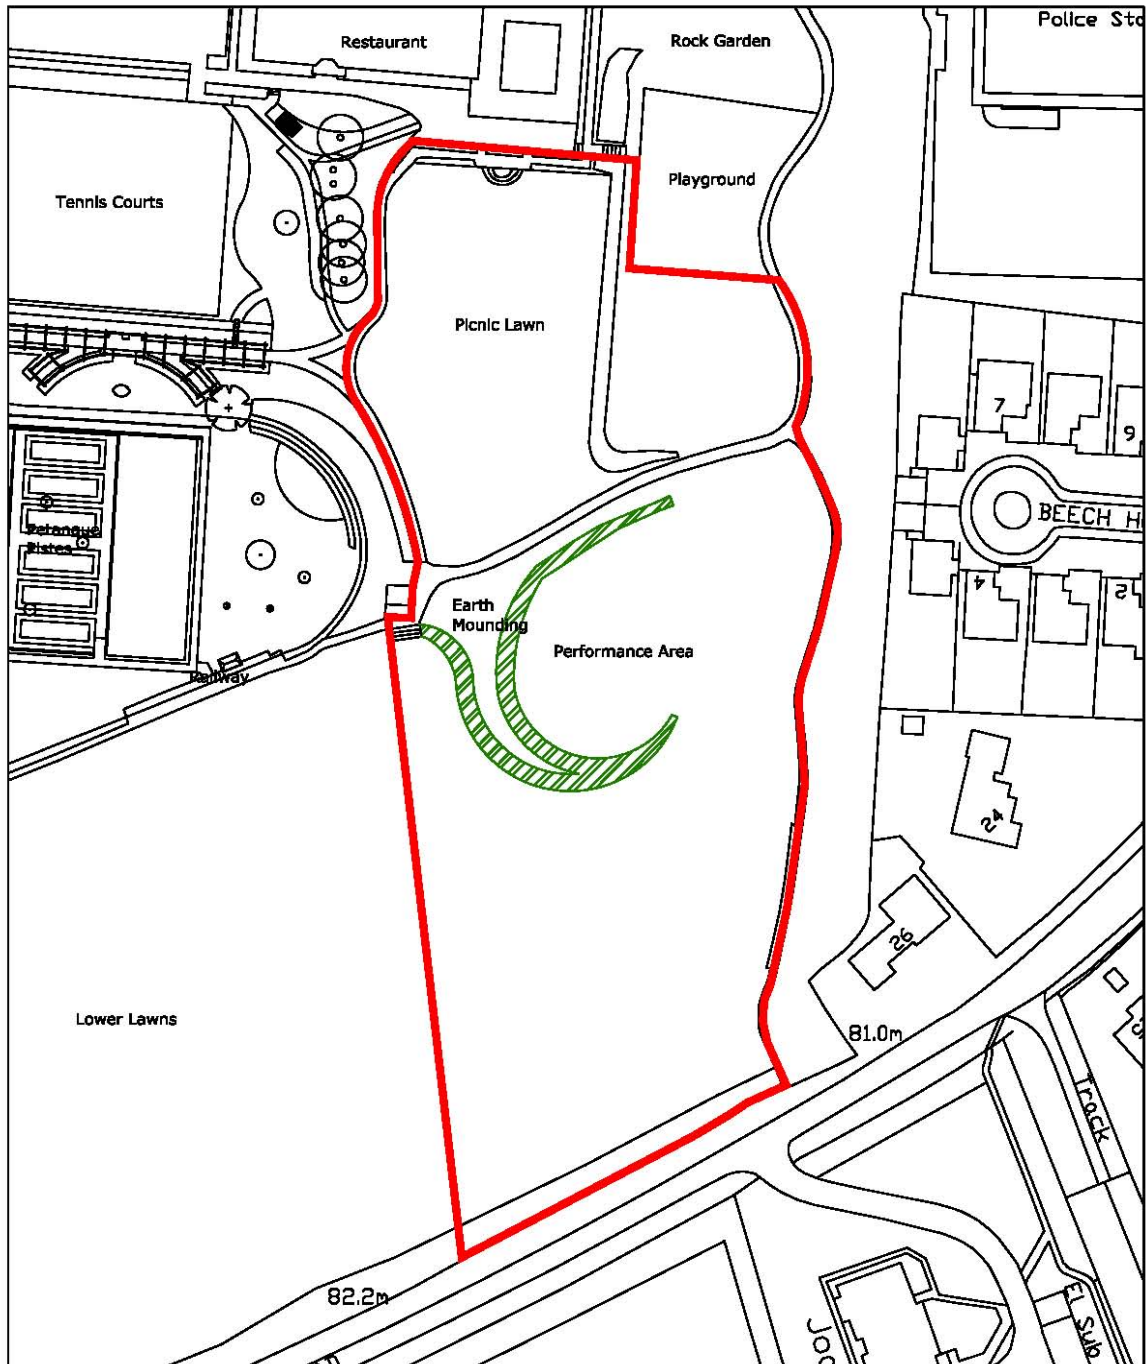 Police Sto
Restaurant
Rock Garden
Playground
Tennis Courts
Picnic Lawn
7
9
BEECH H
Petanque
Pistes
4
2
Earth
Mounding
Performance Area
Railway
24
26
Lower Lawns
81.0m
Track
82.2m
El Sub